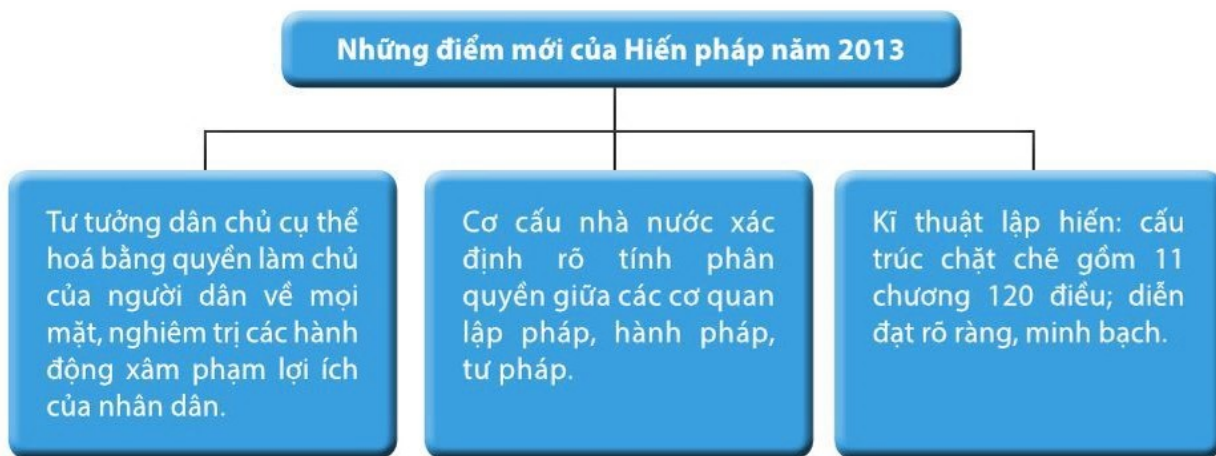 Những điểm mới của Hiến pháp năm 2013
Tư tưởng dân chủ cụ thể
hoá bằng quyền làm chủ
của người dân về mọi
mặt, nghiêm trị các hành
động xâm phạm lợi ích
của nhân dân.
Cơ cấu nhà nước xác
định rõ tính phân
quyền giữa các cơ quan
lập pháp, hành pháp,
tư pháp.
Kĩ thuật lập hiến: cấu
trúc chặt chẽ gồm 11
chương 120 điều; diễn
đạt rõ ràng, minh bạch.